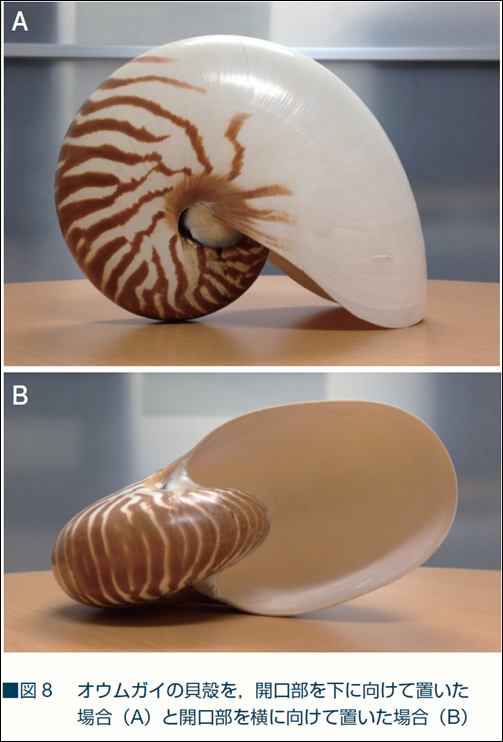 A
B
■図8 オウムガイの貝殻を，開口部を下に向けて置いた
場合（A）と開口部を横に向けて置いた場合（B）